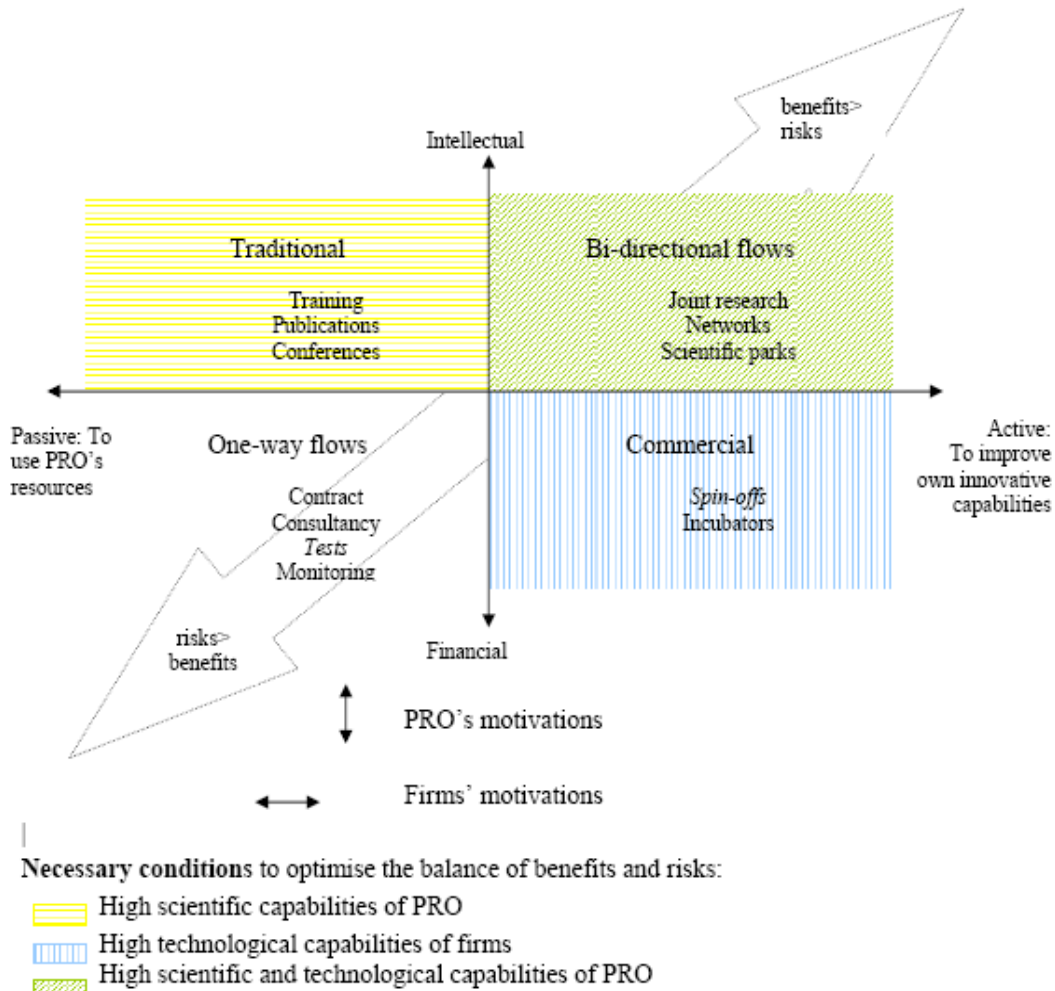 benefits>
risks
Intellectual
Traditional
Bi-directional flows
Training
Publications
Conferences
Joint research
Networks
Scientific parks
Passive: To
use PRO's
resources
One-way flows
Commercial
Active:
To improve
own innovative
capabilities
Contract
Consultancy
Tests
Monitoring
Spin-offs
Incubators
risks>
benefits
Financial
PRO's motivations
Firms' motivations
Necessary conditions to optimise the balance of benefits and risks:
High scientific capabilities of PRO
High technological capabilities of firms
High scientific and technological capabilities of PRO